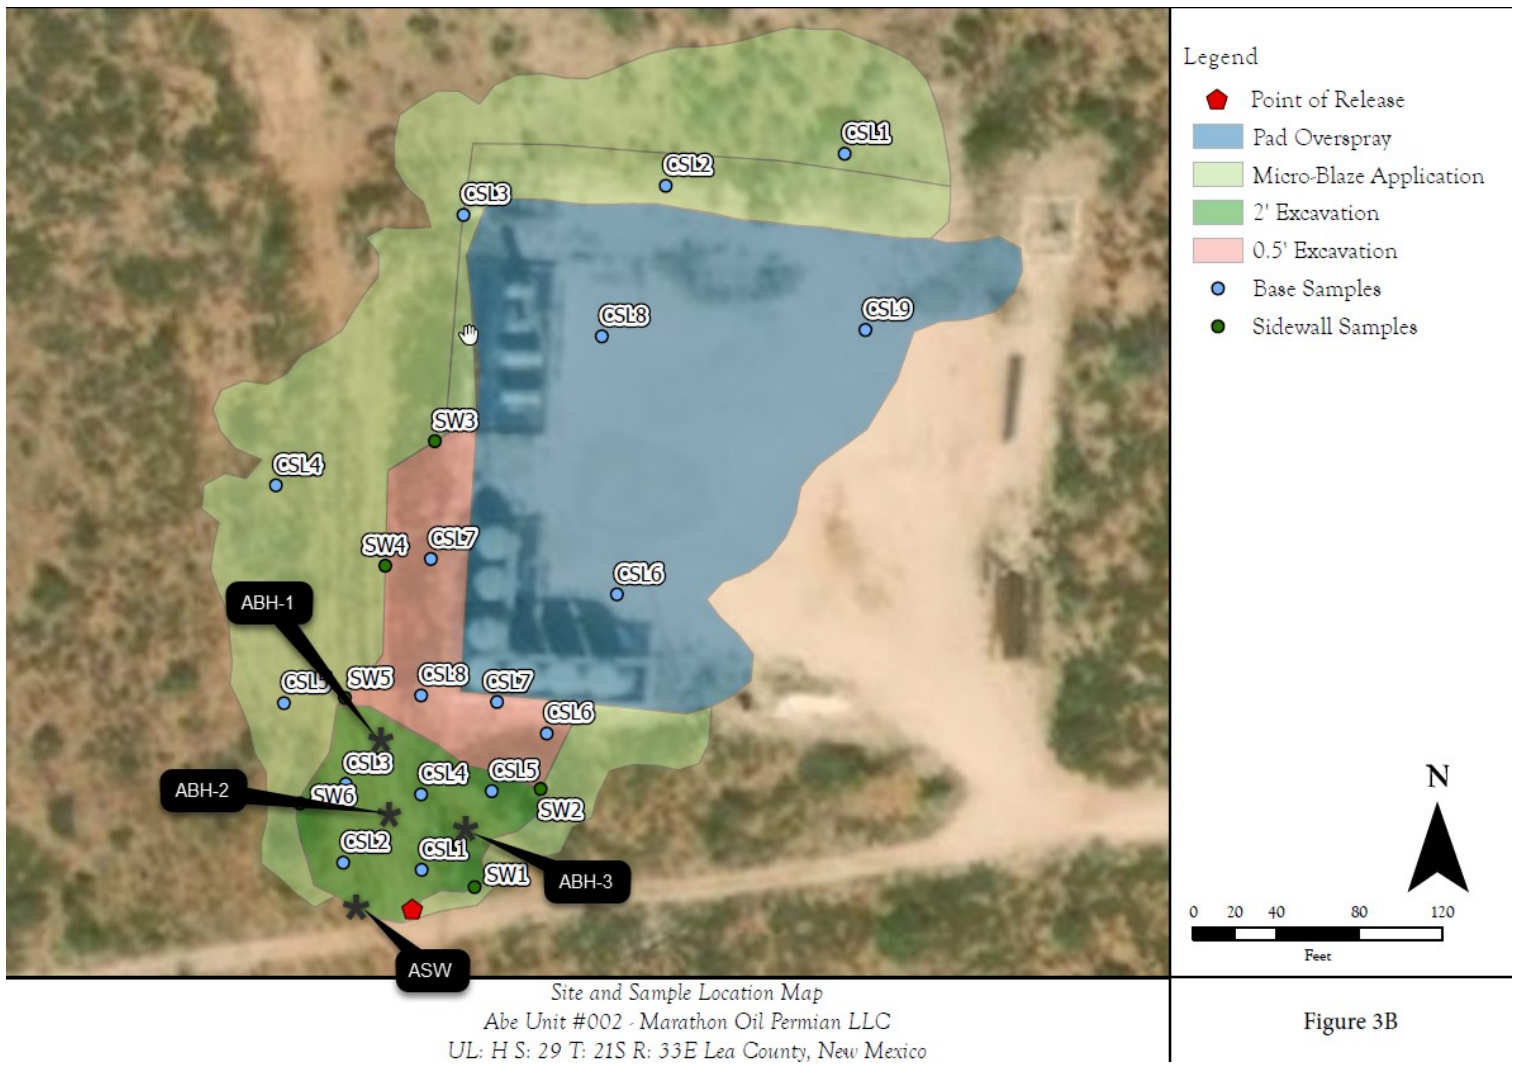 Legend
Point of Release
Pad Overspray
Micro-Blaze Application
2' Excavation
0.5' Excavation
Base Samples
Sidewall Samples
CSL1
CSL2
CSL3
CSL8
CSL9
SW3
CSL4
SW4
CSL7
CSL6
ABH-1
CSL5
SW5
CSL8
CSL7
CSL6
CSL3
CSL4
CSL5
ABH-2
SW6
SW2
CSL2
CSL1
SW1
ABH-3
ASW
N
0 20 40 80 120
Feet
Site and Sample Location Map
Abe Unit #002 - Marathon Oil Permian LLC
UL: H S: 29 T: 21S R: 33E Lea County, New Mexico
Figure 3B